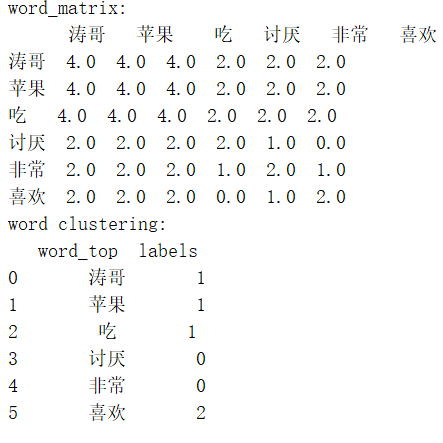 word_matrix:
涛哥 苹果 吃 讨厌 非常 喜欢
涛哥 4.0 4.0 4.0 2.0 2.0 2.0
苹果 4.0 4.0 4.0 2.0 2.0 2.0
吃 4.0 4.0 4.0 2.0 2.0 2.0
讨厌 2.0 2.0 2.0 2.0 1.0 0.0
非常 2.0 2.0 2.0 1.0 2.0 1.0
喜欢 2.0 2.0 2.0 0.0 1.0 2.0
word clustering:
word_top labels
0 涛哥 1
1 苹果 1
2 吃 1
3 讨厌 0
4 非常 0
5 喜欢 2